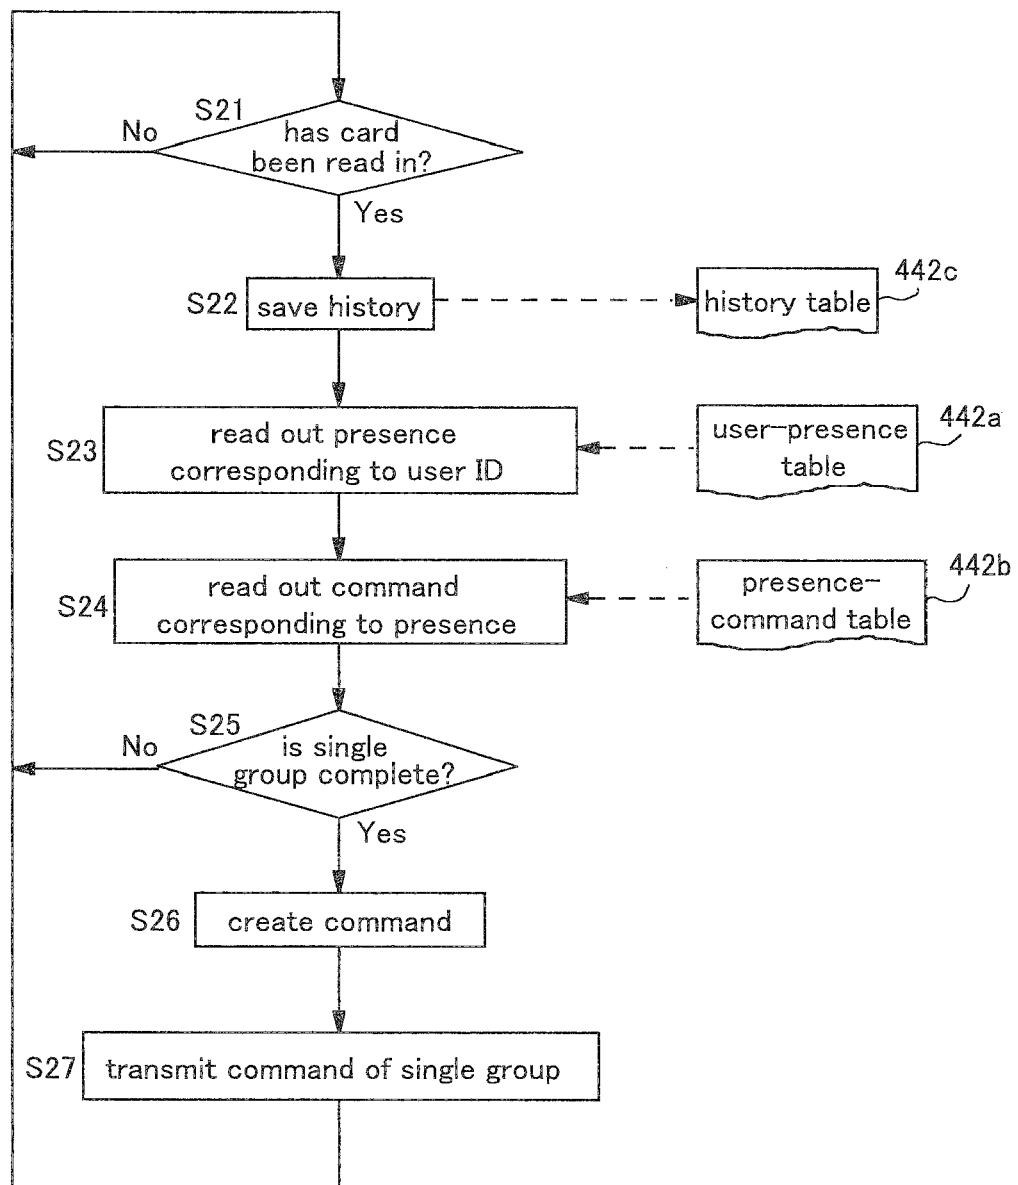 S21
No
has card
been read in?
Yes
S22
save history
history table
442c
S23
read out presence
corresponding to user ID
user-presence
table
442a
S24
read out command
corresponding to presence
presence-
command table
442b
S25
No
is single
group complete?
Yes
S26
create command
S27
transmit command of single group